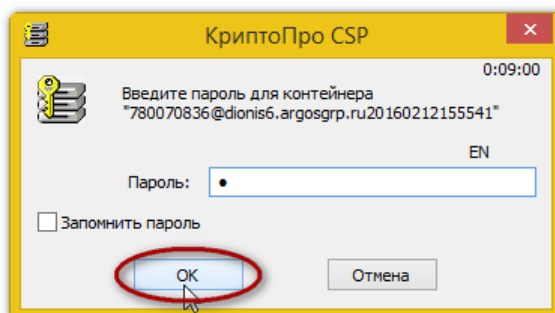 КриптоПро CSP
0:09:00
Введите пароль для контейнера
"780070836@dionis6.argosgrp.ru20160212155541"
EN
Пароль: •
Запомнить пароль
OK Отмена